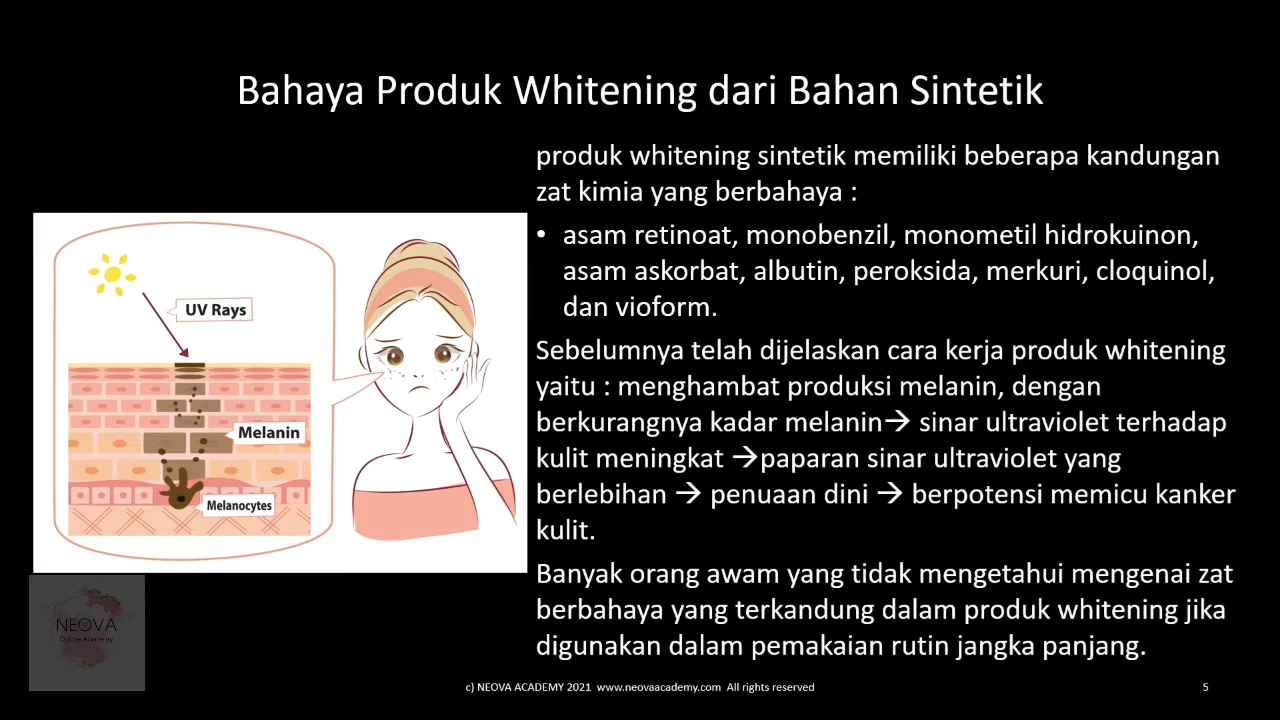 Bahaya Produk Whitening dari Bahan Sintetik
produk whitening sintetik memiliki beberapa kandungan
zat kimia yang berbahaya :
• asam retinoat, monobenzil, monometil hidrokuinon,
asam askorbat, albutin, peroksida, merkuri, cloquinol,
dan vioform.
Sebelumnya telah dijelaskan cara kerja produk whitening
yaitu : menghambat produksi melanin, dengan
berkurangnya kadar melanin→ sinar ultraviolet terhadap
kulit meningkat →paparan sinar ultraviolet yang
berlebihan → penuaan dini → berpotensi memicu kanker
kulit.
Banyak orang awam yang tidak mengetahui mengenai zat
berbahaya yang terkandung dalam produk whitening jika
digunakan dalam pemakaian rutin jangka panjang.
UV Rays
Melanin
Melanocytes
NEOVA
Online Academy
c) NEOVA ACADEMY 2021 www.neovaacademy.com All rights reserved
5